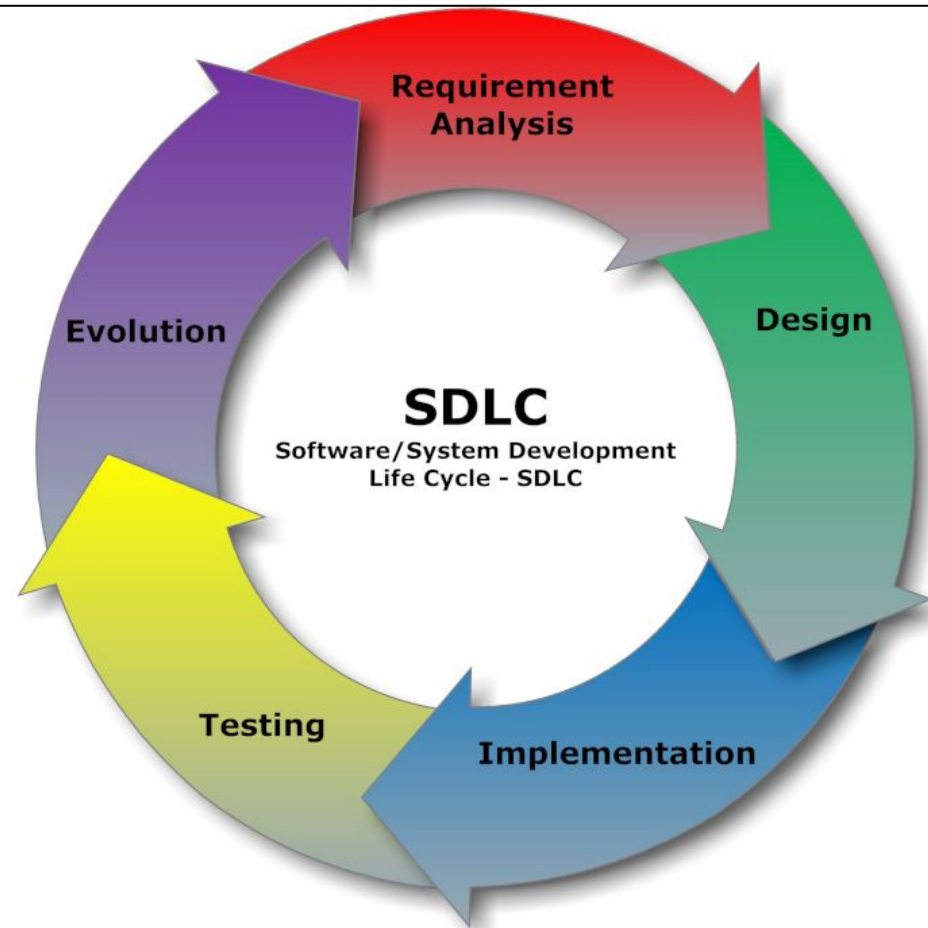 Requirement
Analysis
Design
Evolution
SDLC
Software/System Development
Life Cycle - SDLC
Testing
Implementation